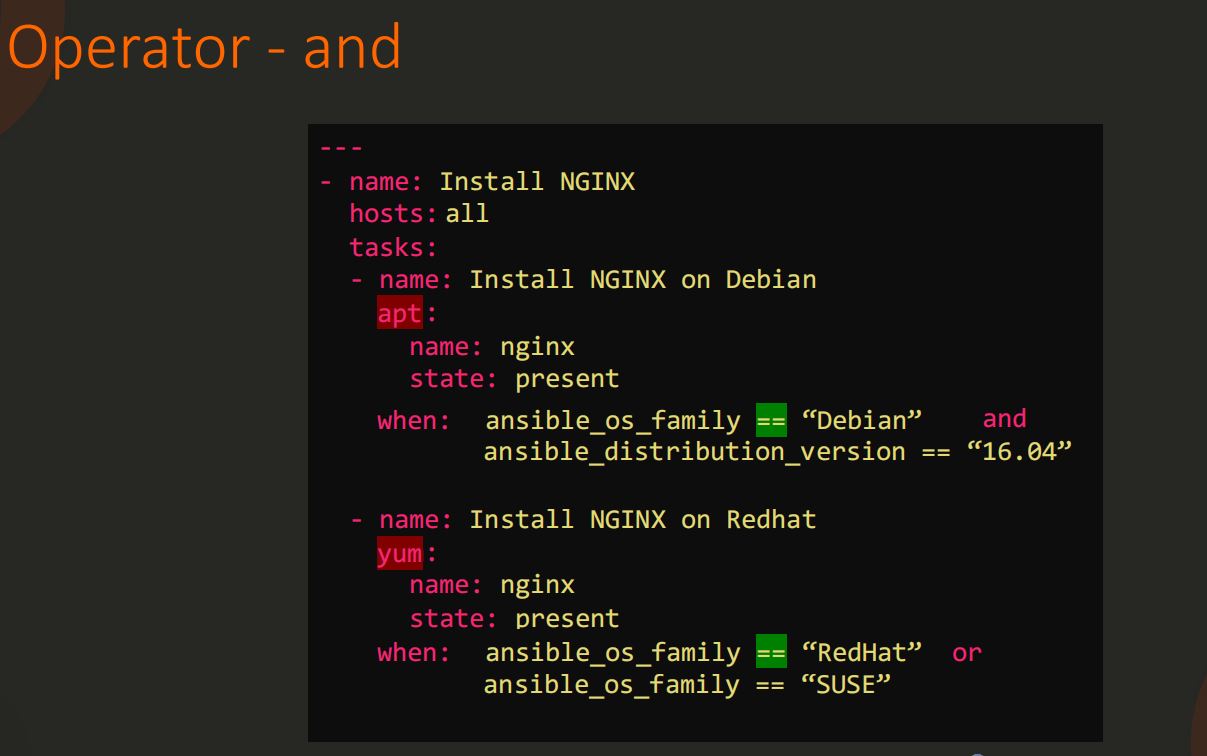 Operator - and
---
- name: Install NGINX
hosts: all
tasks:
- name: Install NGINX on Debian
apt:
name: nginx
state: present
when: ansible_os_family == “Debian” and
ansible_distribution_version == “16.04”
- name: Install NGINX on Redhat
yum:
name: nginx
state: present
when: ansible_os_family == “RedHat” or
ansible_os_family == “SUSE”